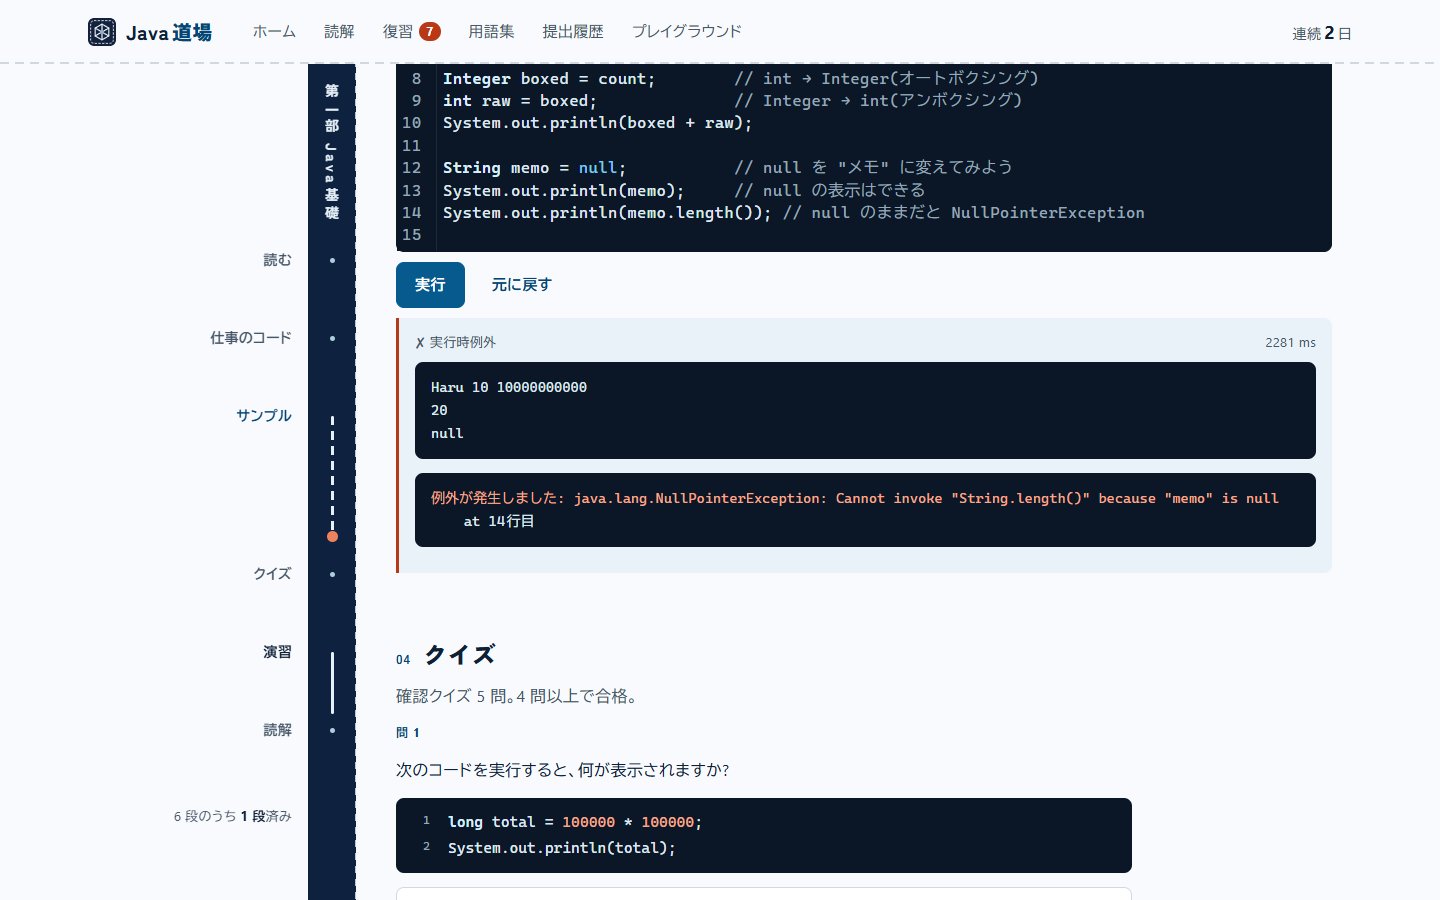 Java 道場
読解
復習 7
用語集
提出履歴
プレイグラウンド
連続 2 日
ホーム
第一部 Java 基礎
読む
仕事のコード
サンプル
クイズ
演習
読解
6 段のうち 1 段済み
8 Integer boxed = count; // int → Integer(オートボクシング)
9 int raw = boxed; // Integer → int(アンボクシング)
10 System.out.println(boxed + raw);
11
12 String memo = null; // null を "メモ" に変えてみよう
13 System.out.println(memo); // null の表示はできる
14 System.out.println(memo.length()); // null のままだと NullPointerException
15
実行
元に戻す
✗ 実行時例外
2281 ms
Haru 10 10000000000
20
null
例外が発生しました: java.lang.NullPointerException: Cannot invoke "String.length()" because "memo" is null
at 14行目
04 クイズ
確認クイズ 5 問。4 問以上で合格。
問 1
次のコードを実行すると、何が表示されますか?
1 long total = 100000 * 100000;
2 System.out.println(total);